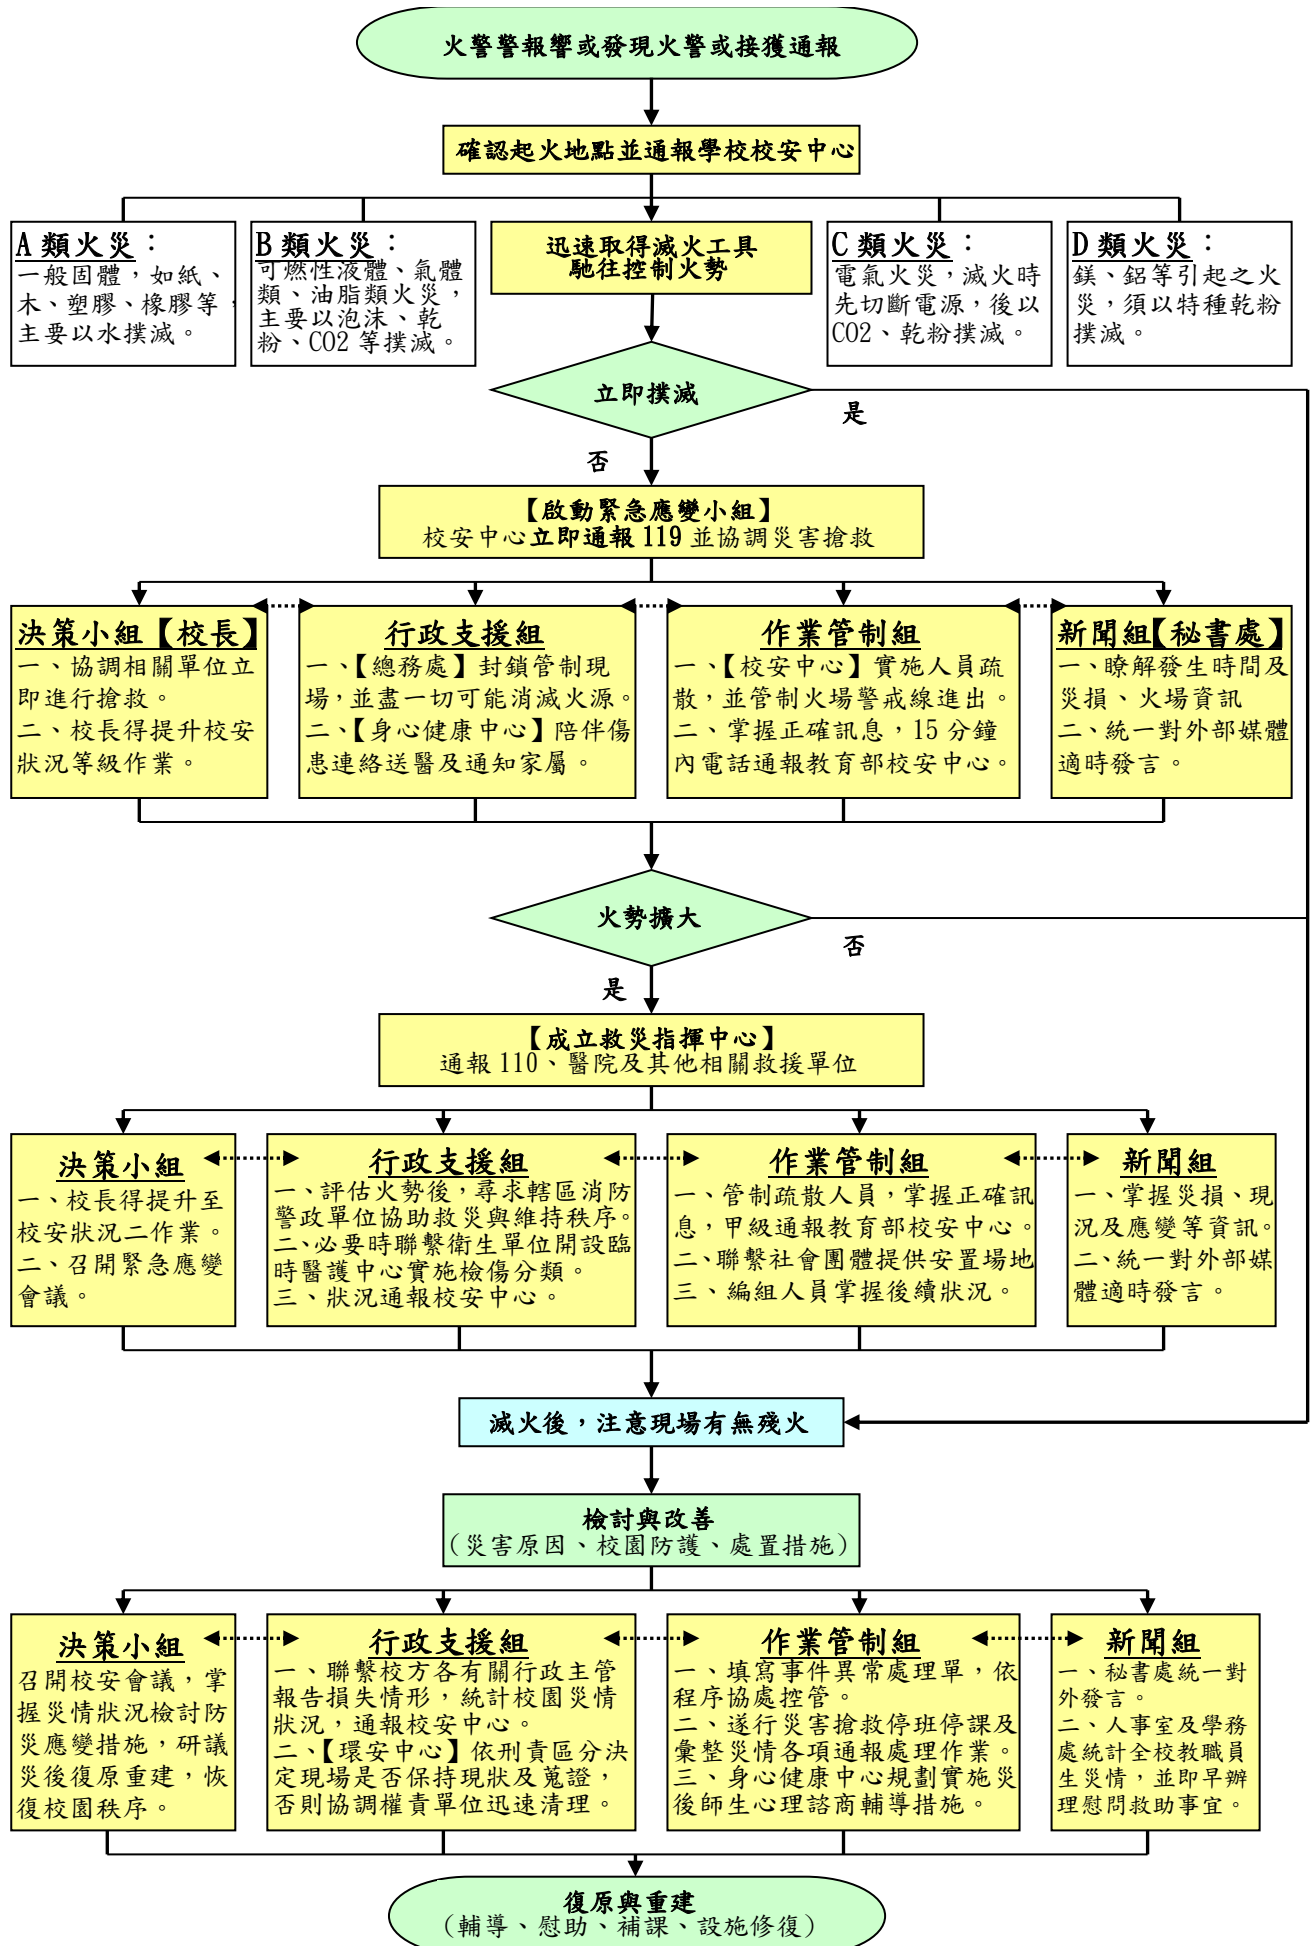 火警警報響或發現火警或接獲通報
確認起火地點並通報學校校安中心
A 類火災：
一般固體，如紙、
木、塑膠、橡膠等，
主要以水撲滅。
B 類火災：
可燃性液體、氣體
類、油脂類火災，
主要以泡沫、乾
粉、CO2 等撲滅。
迅速取得滅火工具
馳往控制火勢
C 類火災：
電氣火災，滅火時
先切斷電源，後以
CO2、乾粉撲滅。
D 類火災：
鎂、鋁等引起之火
災，須以特種乾粉
撲滅。
立即撲滅
是
否
【啟動緊急應變小組】
校安中心立即通報 119 並協調災害搶救
決策小組【校長】
一、協調相關單位立
即進行搶救。
二、校長得提升校安
狀況等級作業。
行政支援組
一、【總務處】封鎖管制現
場，並盡一切可能消滅火源。
二、【身心健康中心】陪伴傷
患連絡送醫及通知家屬。
作業管制組
一、【校安中心】實施人員疏
散，並管制火場警戒線進出。
二、掌握正確訊息，15 分鐘
內電話通報教育部校安中心。
新聞組【秘書處】
一、瞭解發生時間及
災損、火場資訊
二、統一對外部媒體
適時發言。
火勢擴大
否
是
【成立救災指揮中心】
通報 110、醫院及其他相關救援單位
決策小組
一、校長得提升至
校安狀況二作業。
二、召開緊急應變
會議。
行政支援組
一、評估火勢後，尋求轄區消防
警政單位協助救災與維持秩序。
二、必要時聯繫衛生單位開設臨
時醫護中心實施檢傷分類。
三、狀況通報校安中心。
作業管制組
一、管制疏散人員，掌握正確訊
息，甲級通報教育部校安中心。
二、聯繫社會團體提供安置場地
三、編組人員掌握後續狀況。
新聞組
一、掌握災損、現
況及應變等資訊。
二、統一對外部媒
體適時發言。
滅火後，注意現場有無殘火
檢討與改善
（災害原因、校園防護、處置措施）
決策小組
召開校安會議，掌
握災情狀況檢討防
災應變措施，研議
災後復原重建，恢
復校園秩序。
行政支援組
一、聯繫校方各有關行政主管
報告損失情形，統計校園災情
狀況，通報校安中心。
二、【環安中心】依刑責區分決
定現場是否保持現狀及蒐證，
否則協調權責單位迅速清理。
作業管制組
一、填寫事件異常處理單，依
程序協處控管。
二、遂行災害搶救停班停課及
彙整災情各項通報處理作業。
三、身心健康中心規劃實施災
後師生心理諮商輔導措施。
新聞組
一、秘書處統一對
外發言。
二、人事室及學務
處統計全校教職員
生災情，並即早辦
理慰問救助事宜。
復原與重建
（輔導、慰助、補課、設施修復）